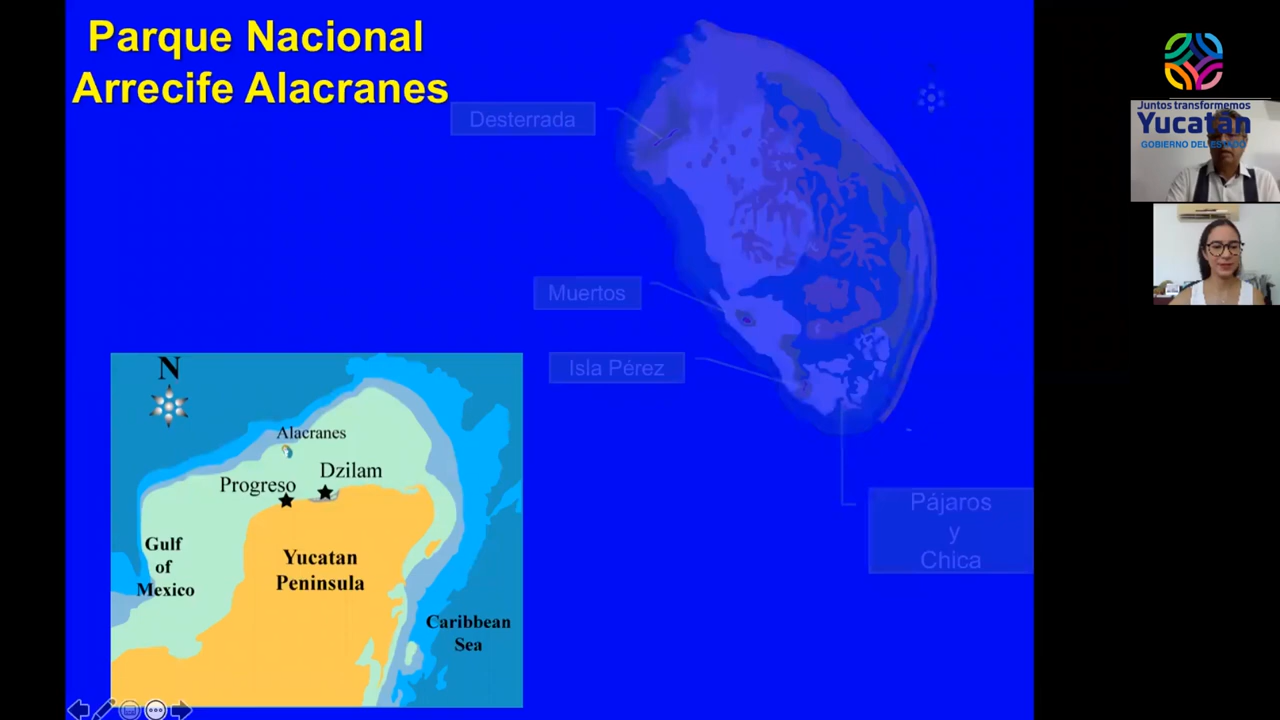 Parque Nacional
Arrecife Alacranes
Desterrada
Muertos
Isla Pérez
Pájaros
y
Chica
N
Alacranes
Dzilam
Progreso
Gulf
of
Mexico
Yucatan
Peninsula
Caribbean
Sea
Juntos transformemos
Yucatán
GOBIERNO DEL ESTADO